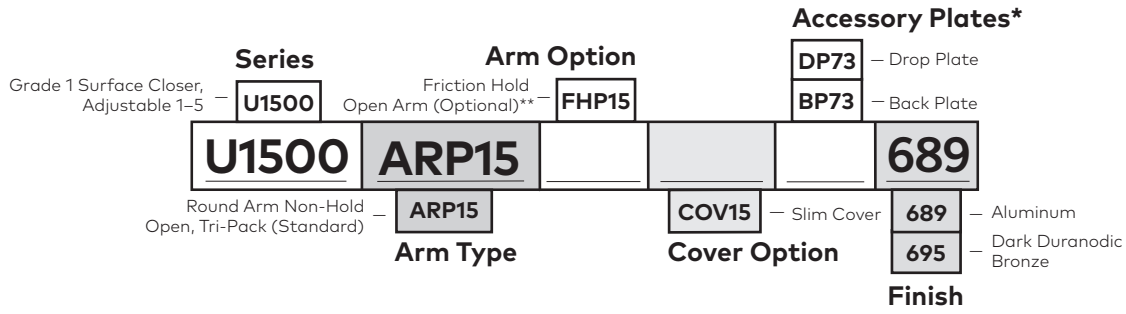 Accessory Plates*
Series
Arm Option
DP73 – Drop Plate
Grade 1 Surface Closer,
Adjustable 1–5 – U1500
Friction Hold
Open Arm (Optional)** – FHP15
BP73 – Back Plate
U1500 ARP15 689
Round Arm Non-Hold
Open, Tri-Pack (Standard) – ARP15
COV15 – Slim Cover
689 – Aluminum
Arm Type
Cover Option
695 – Dark Duranodic
Bronze
Finish